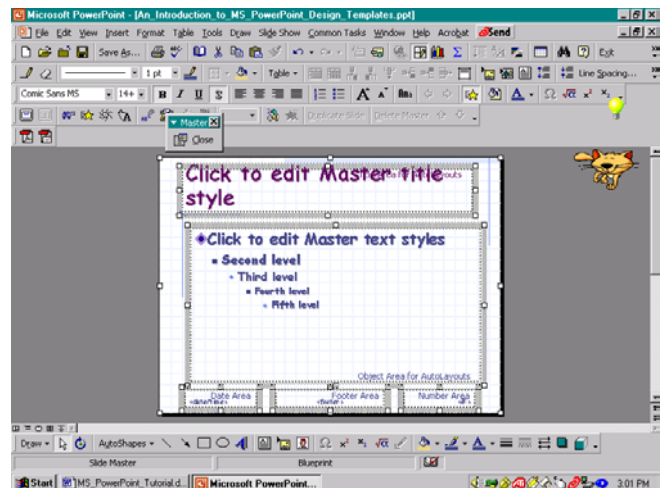 Microsoft PowerPoint - [An_Introduction_to_MS_PowerPoint_Design_Templates.ppt]
File Edit View Insert Format Table Tools Draw Slide Show Common Tasks Window Help Acrobat Send
Save As... Exit
1 pt Table Line Spacing...
Comic Sans MS 14+ B I U S
Duplicate Slide Delete Master
Master
Close
Click to edit Master title
style
Click to edit Master text styles
Second level
Third level
Fourth level
Fifth level
Object Area for AutoLayouts
Date Area Footer Area Number Area
<date/time> <footer> <#>
Draw AutoShapes
Slide Master Blueprint
Start MS_PowerPoint_Tutorial.d... Microsoft PowerPoint... 3:01 PM